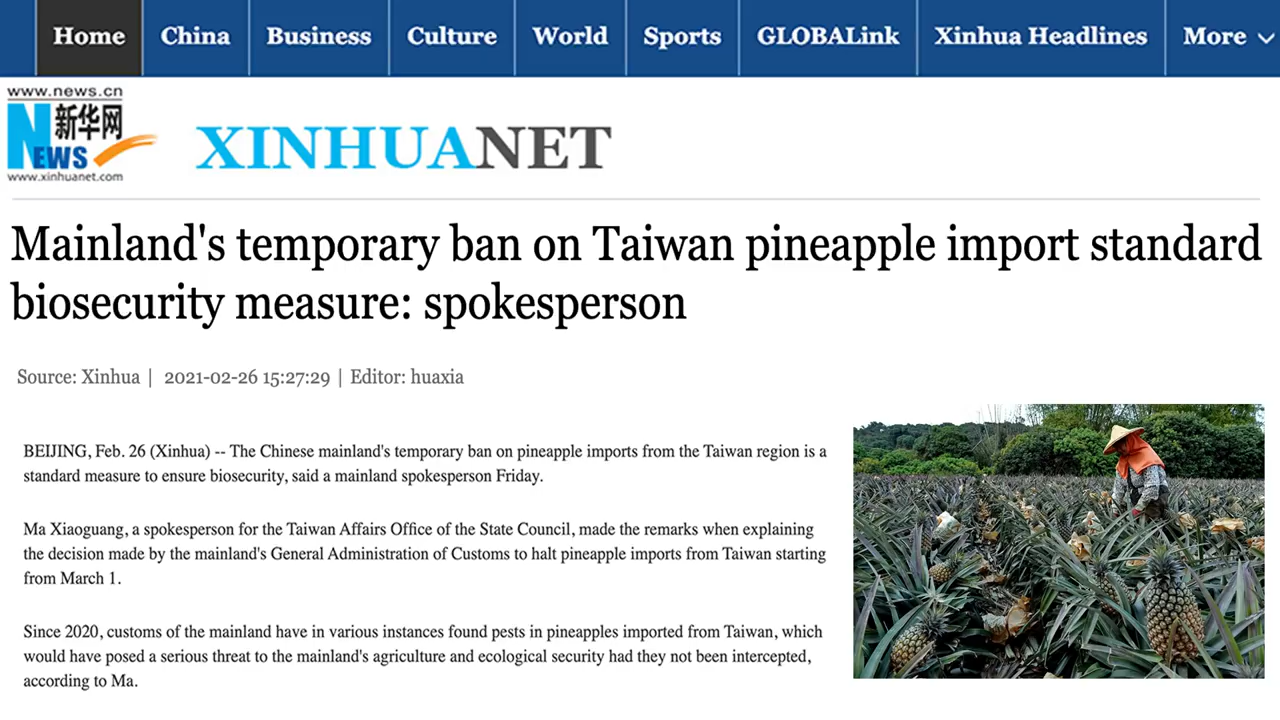 Home China Business Culture World Sports GLOBALink Xinhua Headlines More
www.news.cn
新华网
NEWS
www.xinhuanet.com
XINHUANET
Mainland's temporary ban on Taiwan pineapple import standard
biosecurity measure: spokesperson
Source: Xinhua | 2021-02-26 15:27:29 | Editor: huaxia
BEIJING, Feb. 26 (Xinhua) -- The Chinese mainland's temporary ban on pineapple imports from the Taiwan region is a
standard measure to ensure biosecurity, said a mainland spokesperson Friday.
Ma Xiaoguang, a spokesperson for the Taiwan Affairs Office of the State Council, made the remarks when explaining
the decision made by the mainland's General Administration of Customs to halt pineapple imports from Taiwan starting
from March 1.
Since 2020, customs of the mainland have in various instances found pests in pineapples imported from Taiwan, which
would have posed a serious threat to the mainland's agriculture and ecological security had they not been intercepted,
according to Ma.